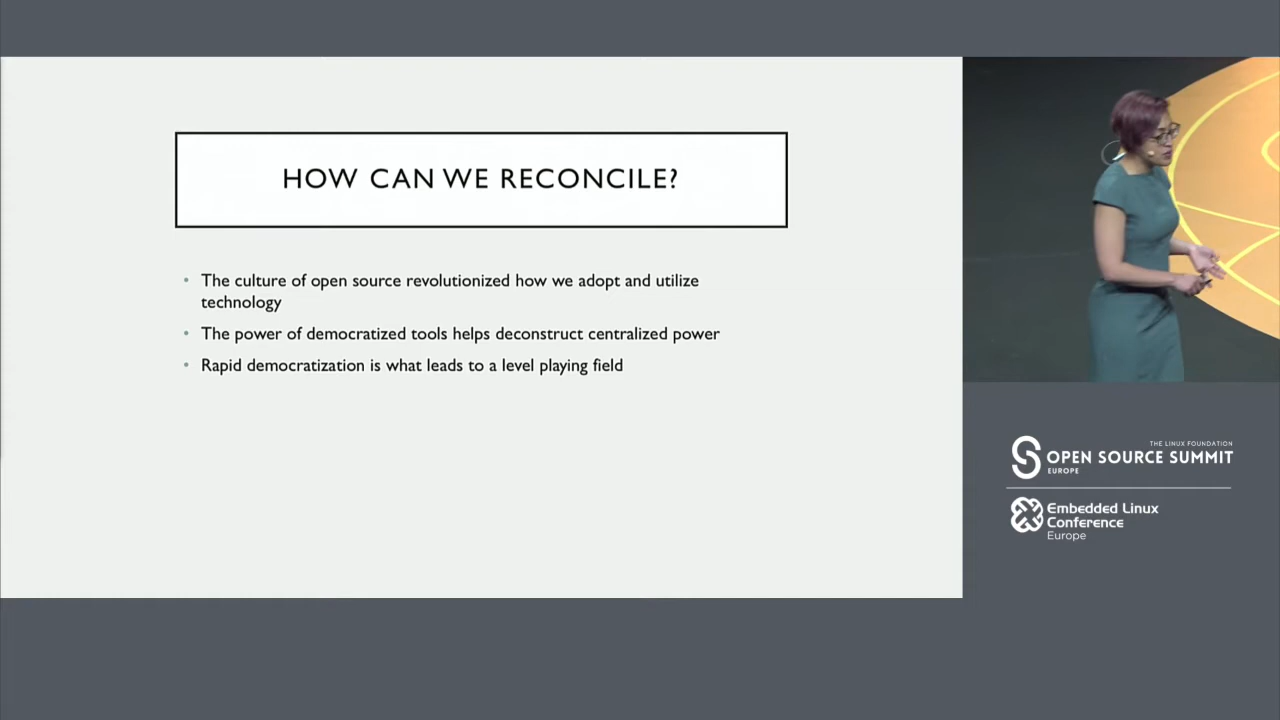 HOW CAN WE RECONCILE?
• The culture of open source revolutionized how we adopt and utilize
technology
• The power of democratized tools helps deconstruct centralized power
• Rapid democratization is what leads to a level playing field
THE LINUX FOUNDATION
OPEN SOURCE SUMMIT
EUROPE
Embedded Linux
Conference
Europe